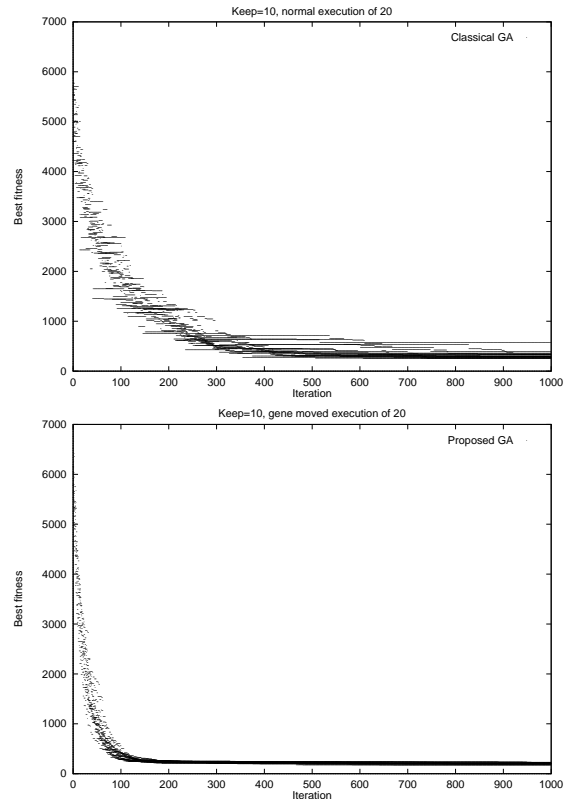 Keep=10, normal execution of 20
7000
Classical GA
6000
5000
4000
Best fitness
3000
2000
1000
0
0 100 200 300 400 500 600 700 800 900 1000
Iteration
Keep=10, gene moved execution of 20
7000
Proposed GA
6000
5000
4000
Best fitness
3000
2000
1000
0
0 100 200 300 400 500 600 700 800 900 1000
Iteration